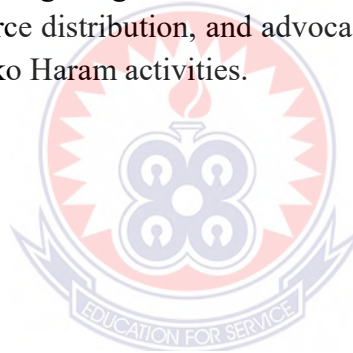 rce distribution, and advoca
ko Haram activities.
EDUCATION FOR SERVICE